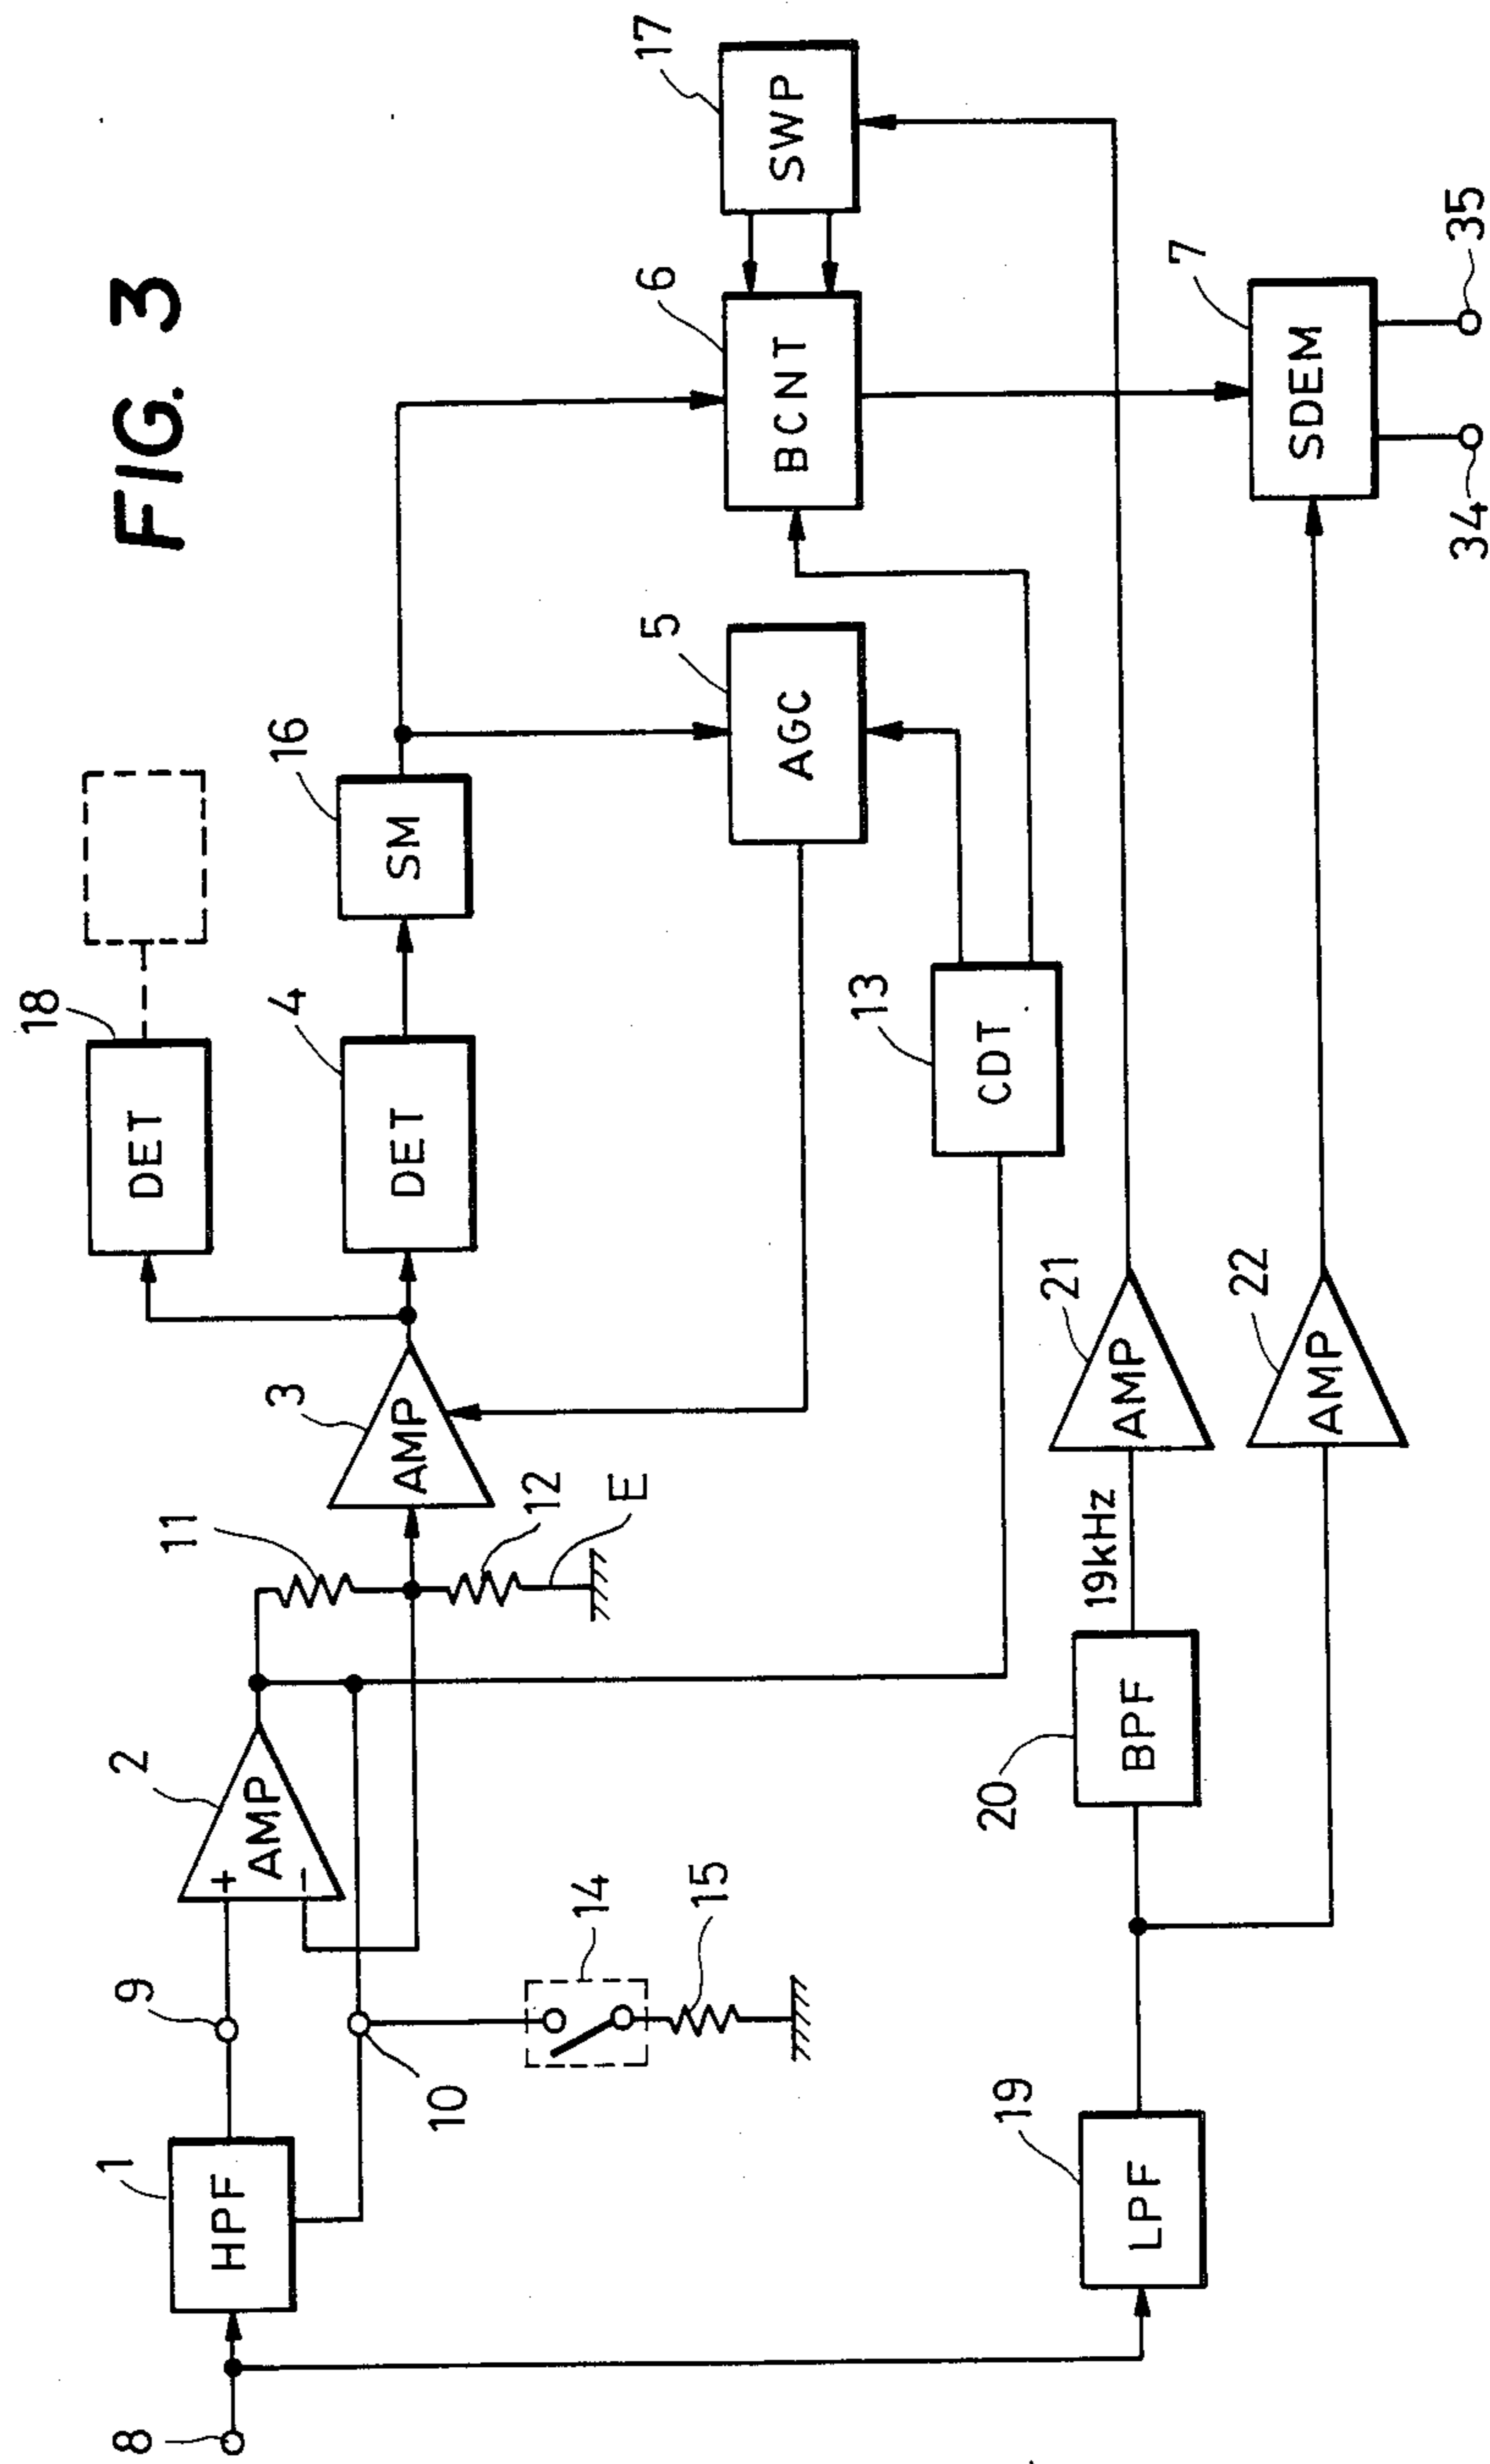 FIG. 3
8
1
HPF
9
10
2
+
-
AMP
11
12
E
14
15
3
AMP
18
DET
4
DET
16
SM
5
AGC
13
CDT
6
BCNT
17
SWP
19
LPF
20
BPF
19kHz
21
AMP
22
AMP
7
SDEM
34
35